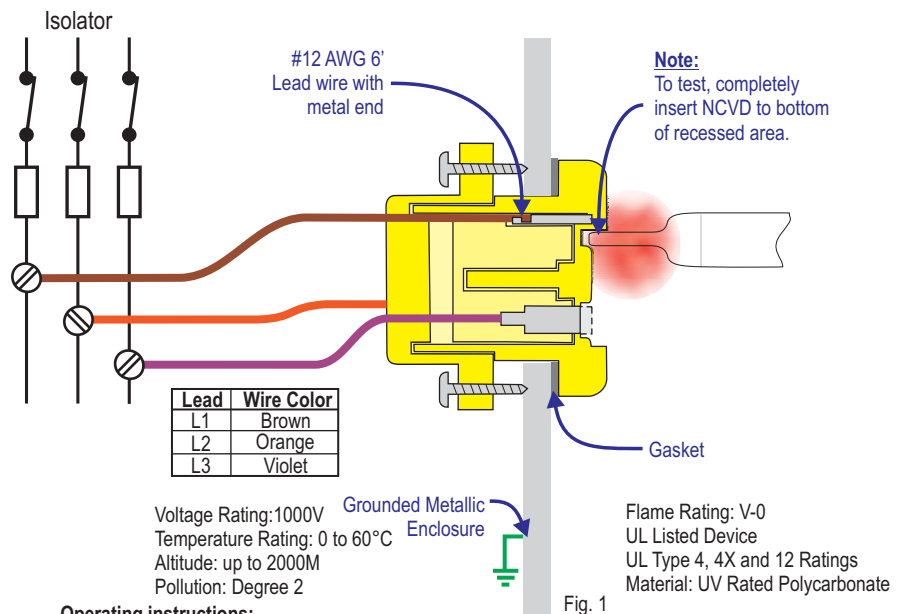 Isolator
#12 AWG 6'
Lead wire with
metal end
Note:
To test, completely
insert NCVD to bottom
of recessed area.
Lead Wire Color
L1 Brown
L2 Orange
L3 Violet
Gasket
Grounded Metallic
Enclosure
Voltage Rating:1000V
Temperature Rating: 0 to 60°C
Altitude: up to 2000M
Pollution: Degree 2
Flame Rating: V-0
UL Listed Device
UL Type 4, 4X and 12 Ratings
Material: UV Rated Polycarbonate
Fig. 1
Operating instructions: